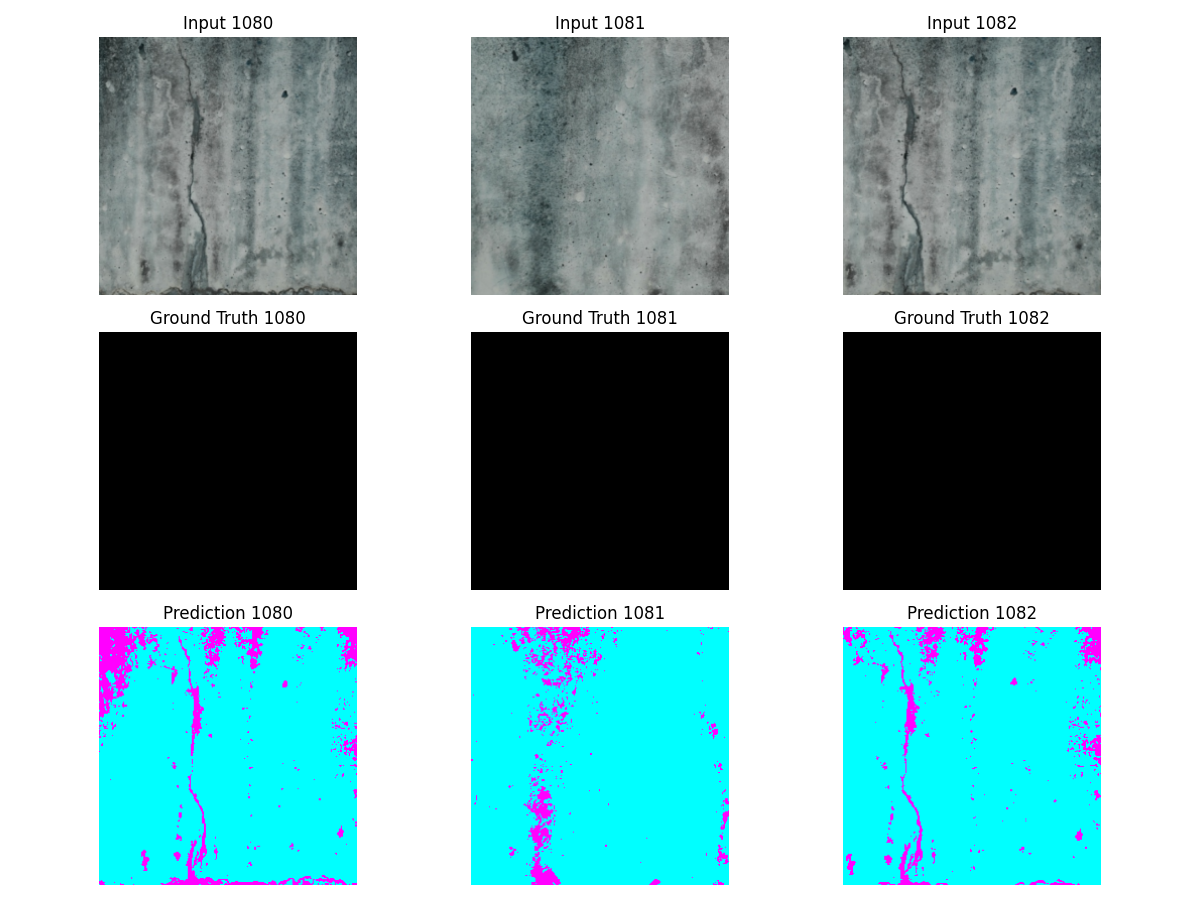 Input 1080
Input 1081
Input 1082
Ground Truth 1080
Ground Truth 1081
Ground Truth 1082
Prediction 1080
Prediction 1081
Prediction 1082